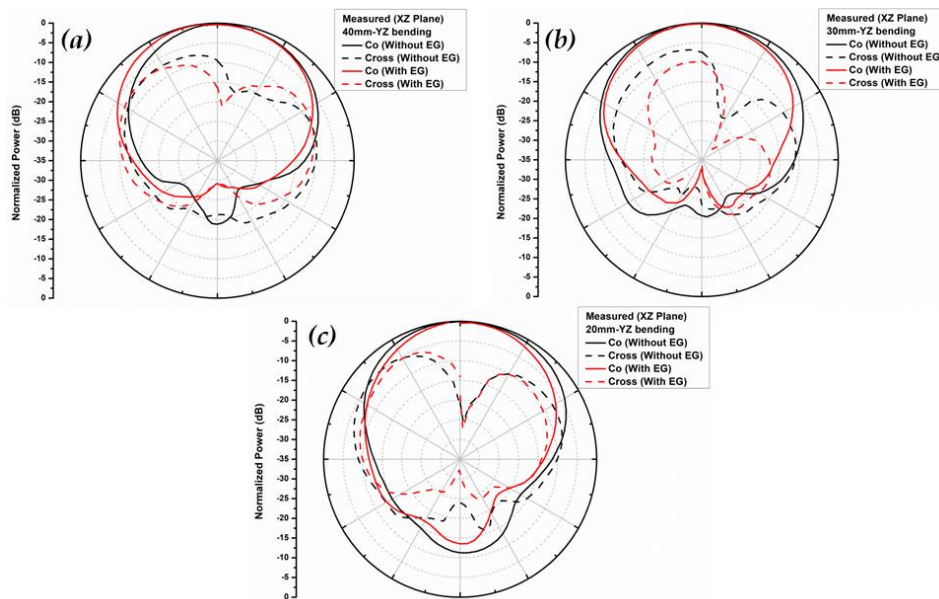 (a)
Measured (XZ Plane)
40mm-YZ bending
Co (Without EG)
Cross (Without EG)
Co (With EG)
Cross (With EG)
Normalized Power (dB)
-0
-5
-10
-15
-20
-25
-30
-35
-30
-25
-20
-15
-10
-5
0
(b)
Measured (XZ Plane)
30mm-YZ bending
Co (Without EG)
Cross (Without EG)
Co (With EG)
Cross (With EG)
Normalized Power (dB)
-0
-5
-10
-15
-20
-25
-30
-35
-30
-25
-20
-15
-10
-5
0
(c)
Measured (XZ Plane)
20mm-YZ bending
Co (Without EG)
Cross (Without EG)
Co (With EG)
Cross (With EG)
Normalized Power (dB)
0
-5
-10
-15
-20
-25
-30
-35
-30
-25
-20
-15
-10
-5
0